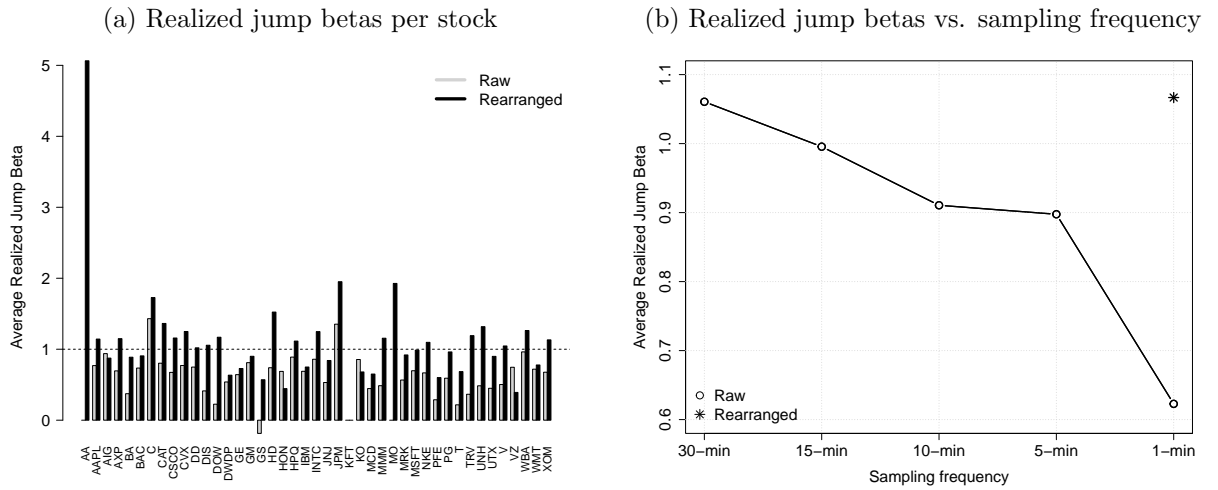 (a) Realized jump betas per stock
Average Realized Jump Beta
5
4
3
2
1
0
Raw
Rearranged
AA
AAPL
AIG
AXP
BA
BAC
C
CAT
CSCO
CVX
DD
DIS
DOW
DWDP
GE
GM
GS
HD
HON
HPQ
IBM
INTC
JNJ
JPM
KFT
KO
MCD
MMM
MO
MRK
MSFT
NKE
PFE
PG
T
TRV
UNH
UTX
V
VZ
WBA
WMT
XOM
(b) Realized jump betas vs. sampling frequency
Average Realized Jump Beta
1.1
1.0
0.9
0.8
0.7
0.6
Raw
Rearranged
30−min
15−min
10−min
5−min
1−min
Sampling frequency